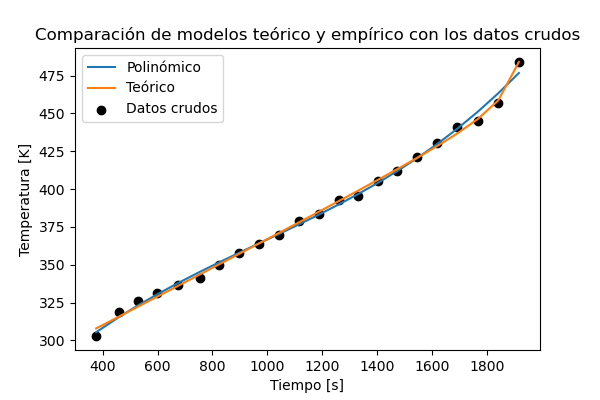 Comparación de modelos teórico y empírico con los datos crudos
Polinómico
Teórico
Datos crudos
Temperatura [K]
475
450
425
400
375
350
325
300
400 600 800 1000 1200 1400 1600 1800
Tiempo [s]